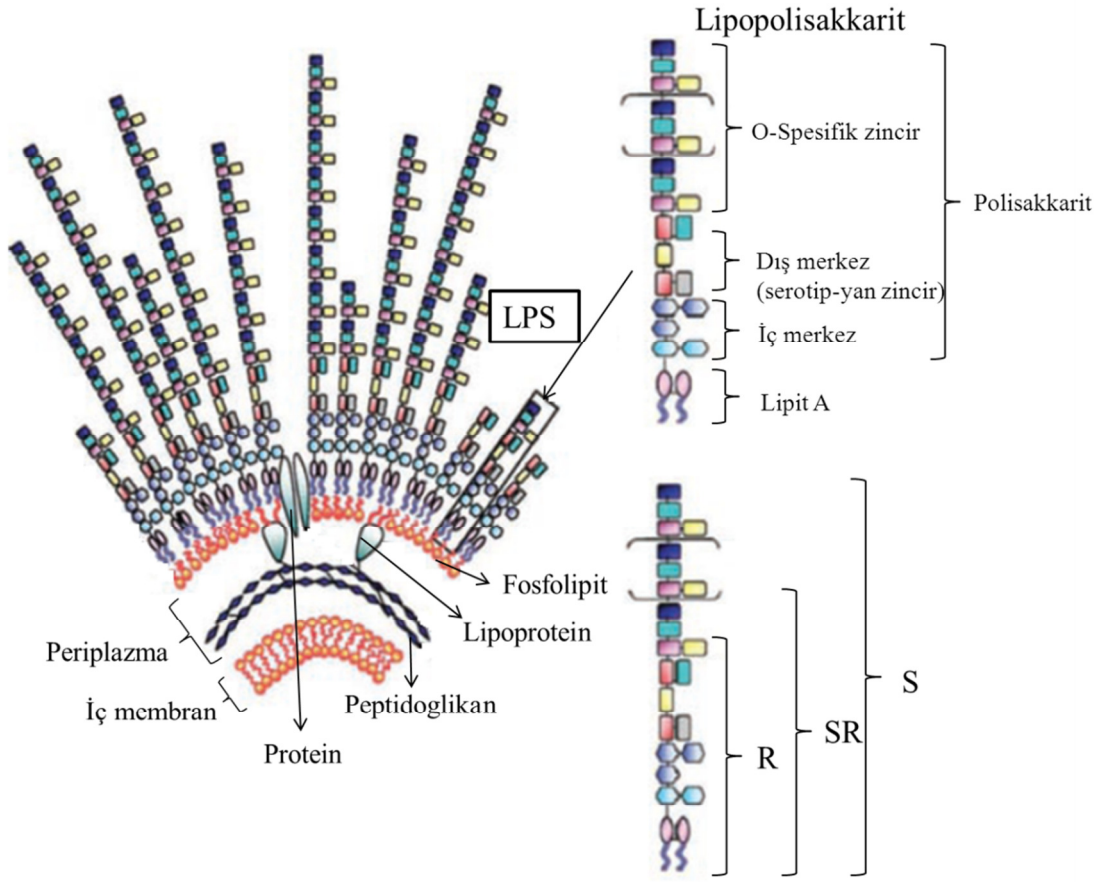 Lipopolisakkarit
O-Spesifik zincir
Polisakkarit
Dış merkez
(serotip-yan zincir)
İç merkez
Lipit A
LPS
Fosfolipit
Lipoprotein
Periplazma
Peptidoglikan
İç membran
Protein
S
SR
R